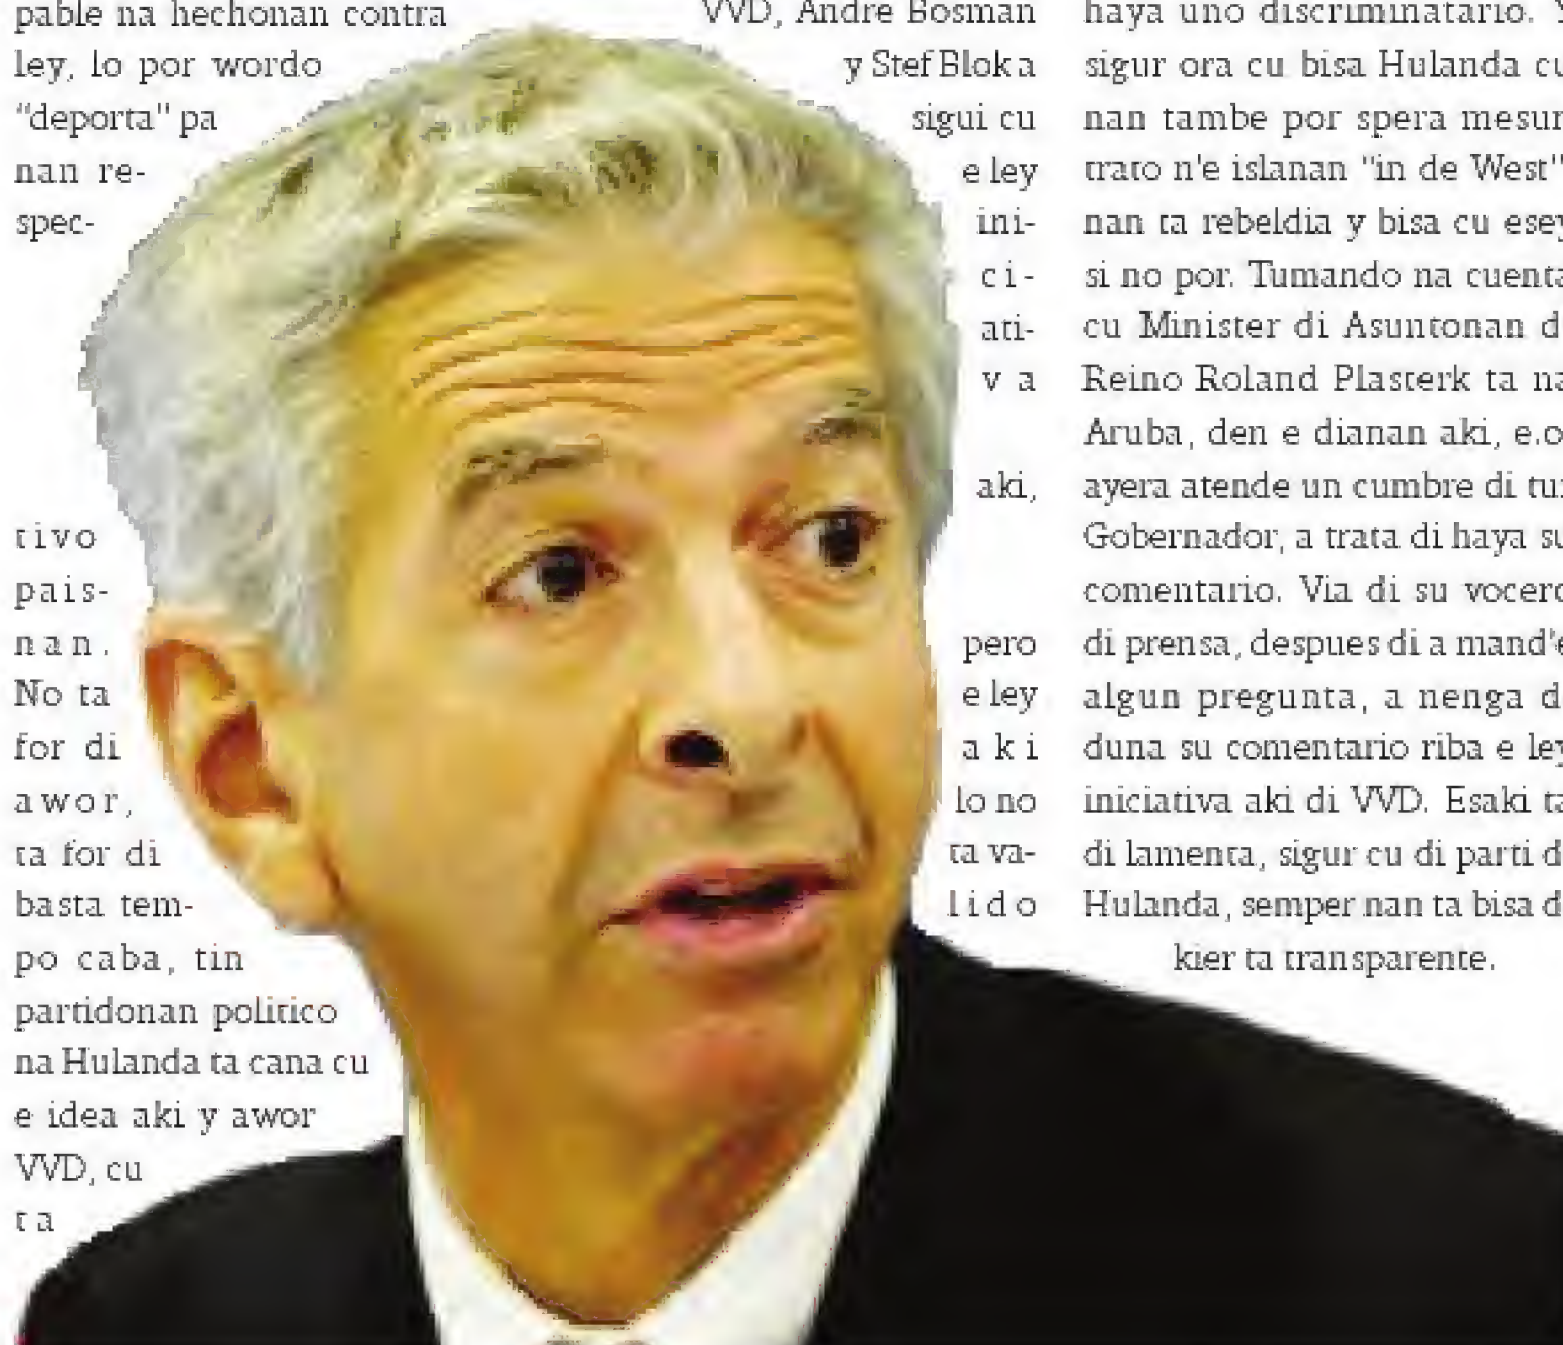 pable na hechonan contra
ley, lo por wordo
"deporta" pa
nan re-
spec-
tivo
pais-
nan.
No ta
for di
awor,
ta for di
basta tem-
po caba, tin
partidonan politico
na Hulanda ta cana cu
e idea aki y awor
VVD, cu
ta
VVD, Andre Bosman
y Stef Blok a
sigui cu
e ley
ini-
ci-
ati-
va
aki,
pero
e ley
aki
lo no
ta va-
lido
haya uno discriminatario. Y
sigur ora cu bisa Hulanda cu
nan tambe por spera mesun
trato n'e islanan "in de West",
nan ta rebeldia y bisa cu esey
si no por. Tumando na cuenta
cu Minister di Asuntonan d
Reino Roland Plasterk ta na
Aruba, den e dianan aki, e.o.
ayera atende un cumbre di tur
Gobernador, a trata di haya su
comentario. Via di su vocero
di prensa, despues di a mand'e
algun pregunta, a nenga d
duna su comentario riba e ley
iniciativa aki di VVD. Esaki ta
di lamenta, sigur cu di parti d
Hulanda, semper nan ta bisa d
kier ta transparente.